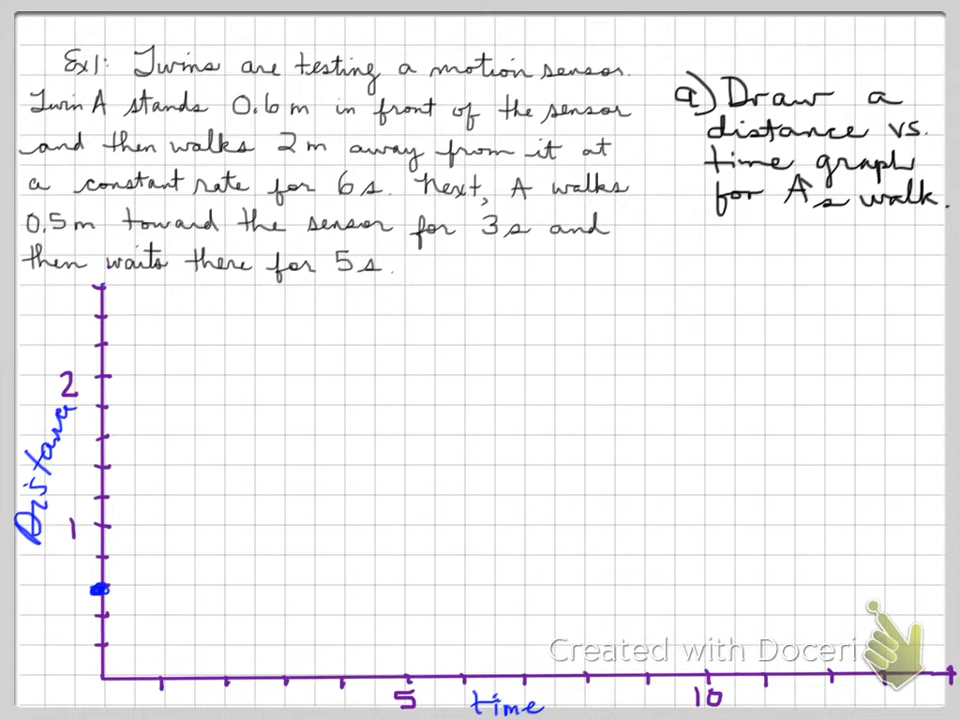 Ex1: Twins are testing a motion sensor.
Twin A stands 0.6 m in front of the sensor
and then walks 2 m away from it at
a constant rate for 6 s. Next, A walks
0.5 m toward the sensor for 3 s and
then waits there for 5 s.
a) Draw a
distance vs.
time graph
for A's walk.
2
Distance
1
5
time
10
Created with Doceri